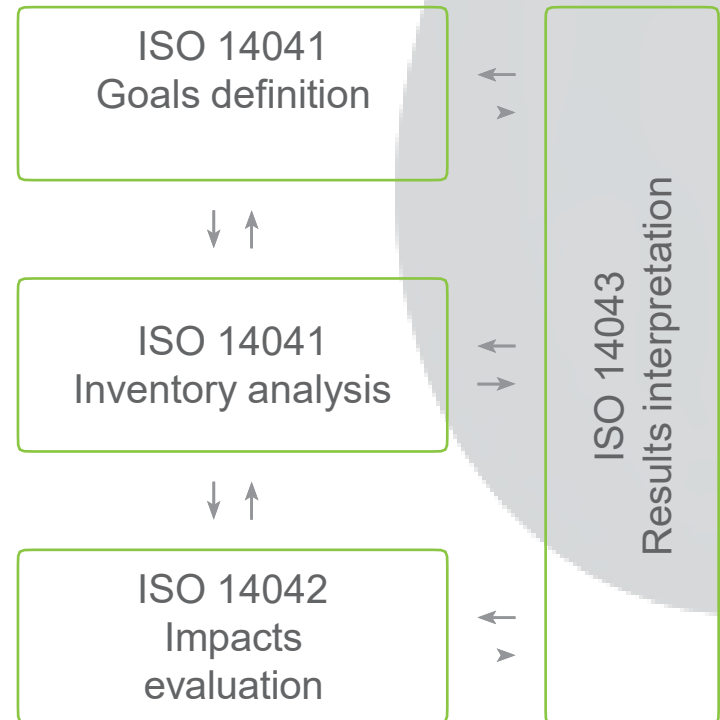 ISO 14041
Goals definition
ISO 14041
Inventory analysis
ISO 14042
Impacts
evaluation
ISO 14043
Results interpretation